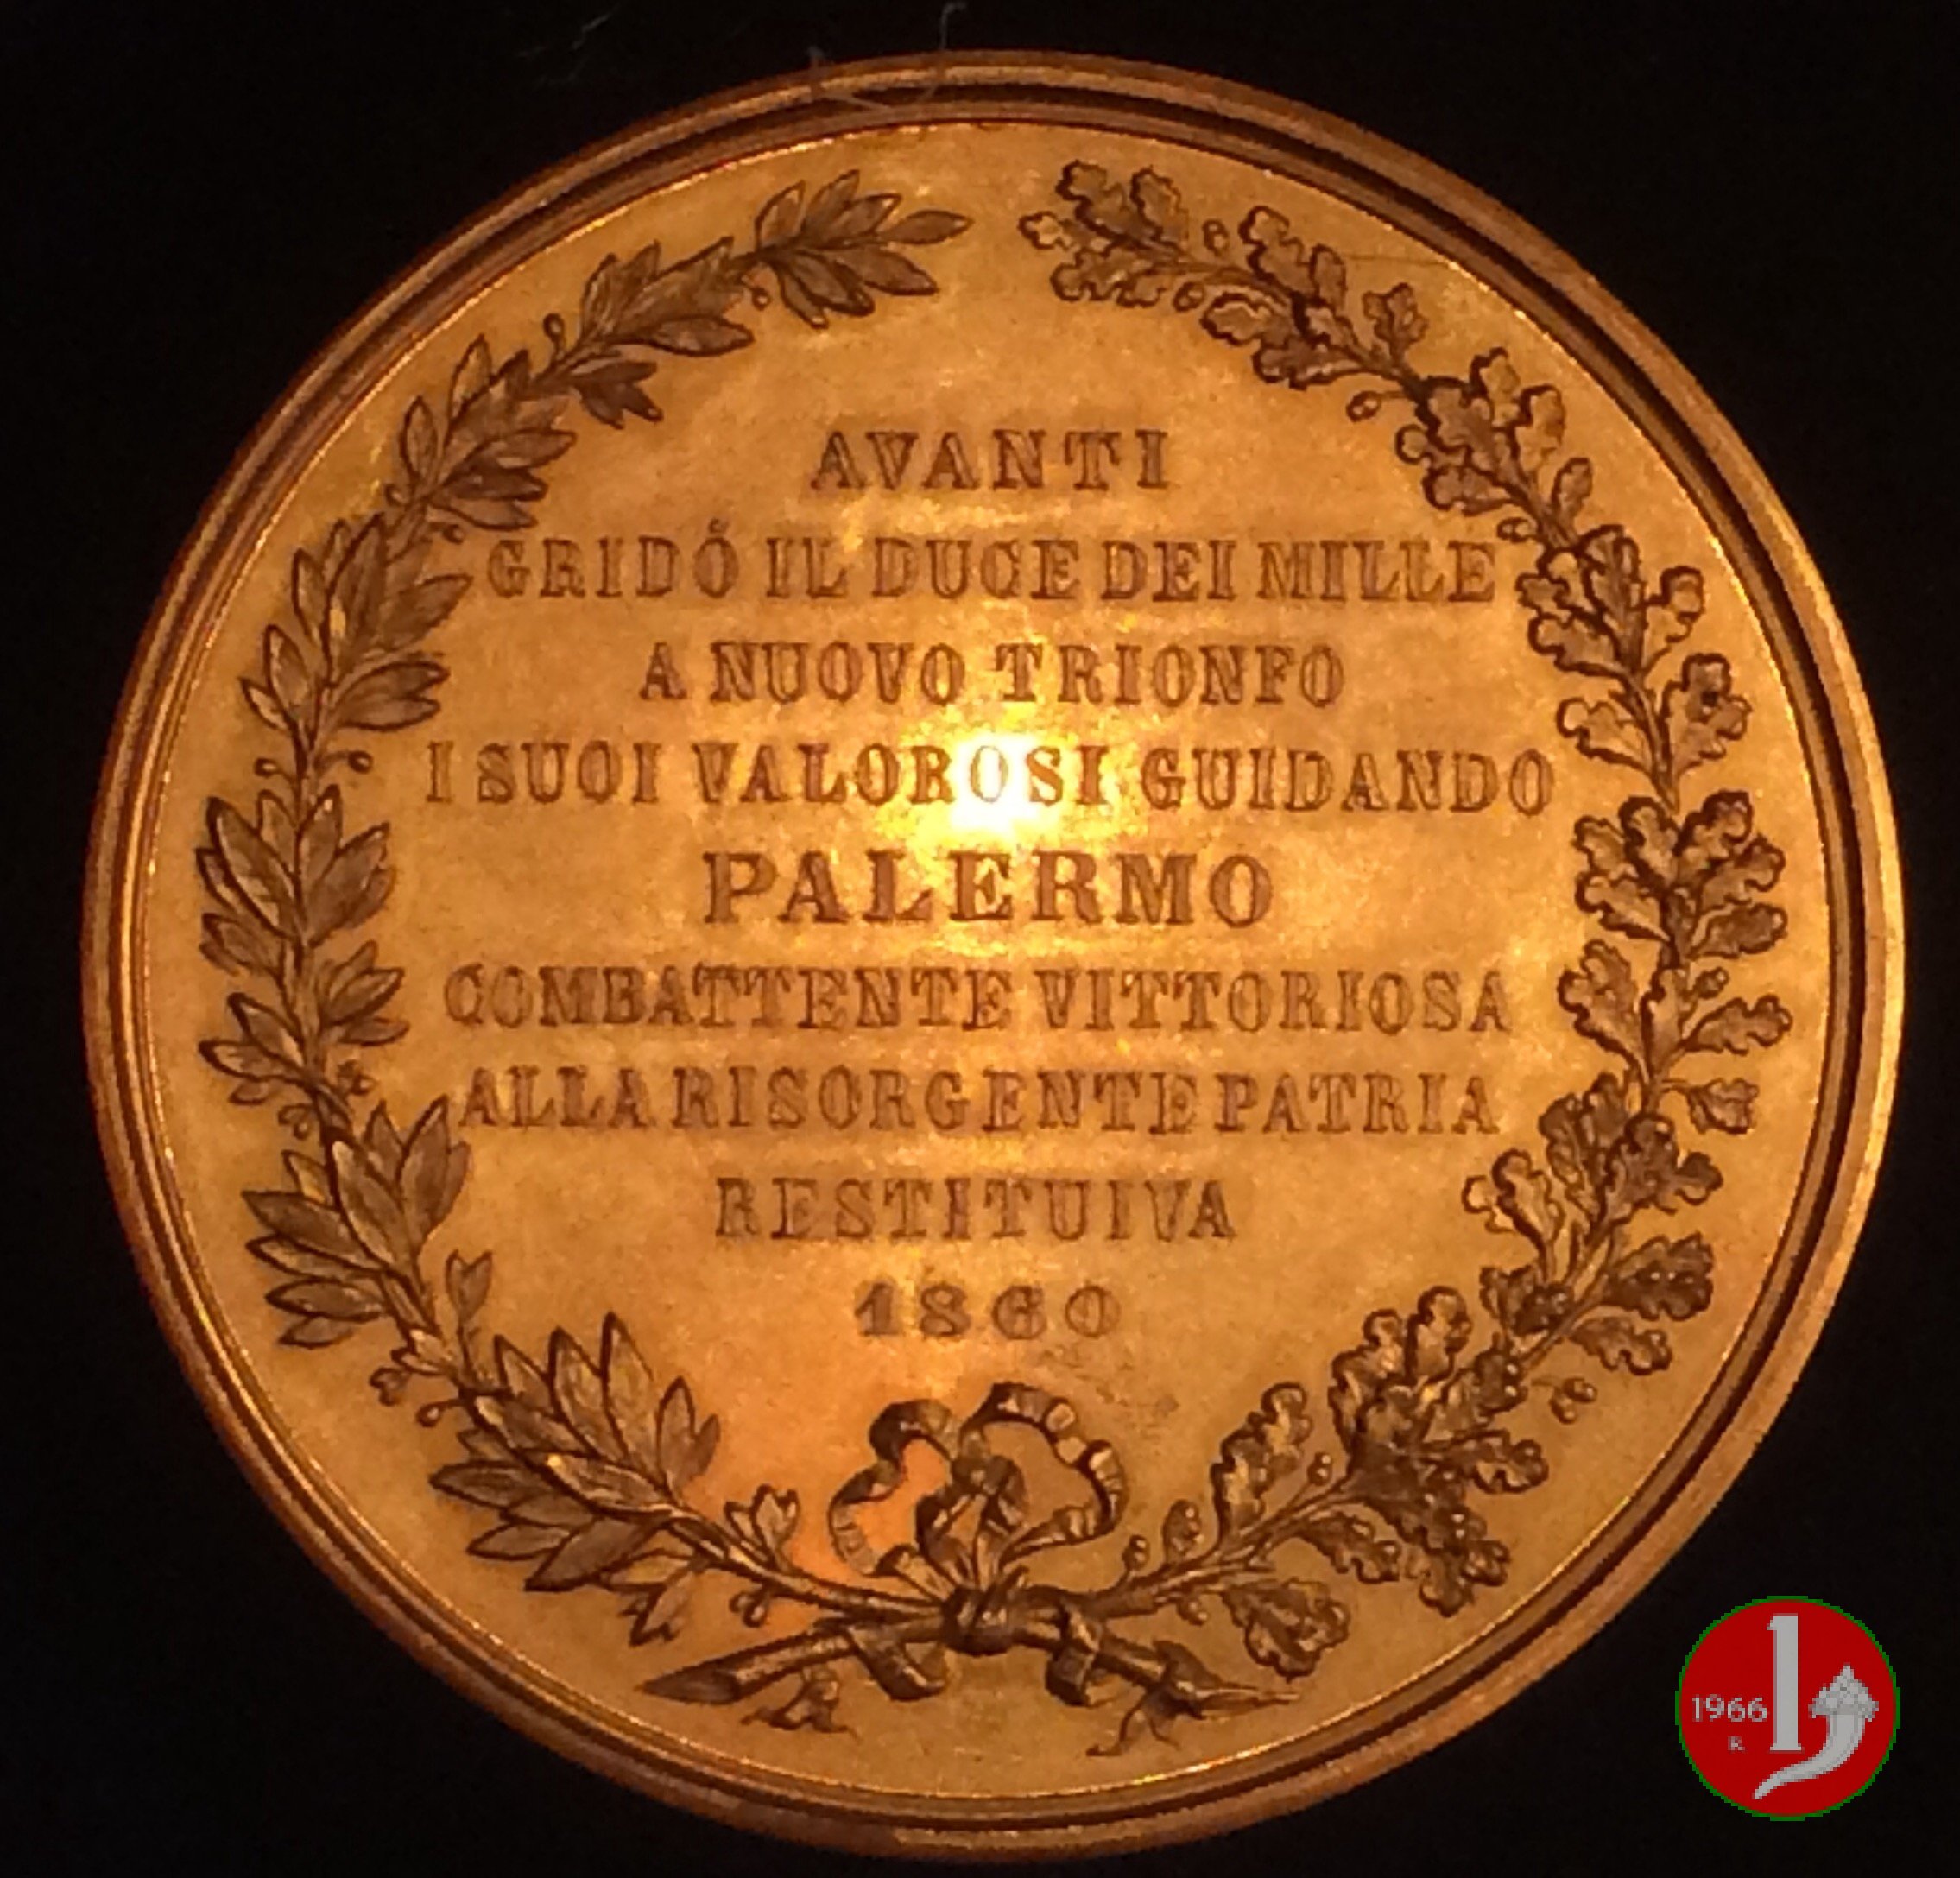 AVANTI
GRIDÓ IL DUCE DEI MILLE
A NUOVO TRIONFO
I SUOI VALOROSI GUIDANDO
PALERMO
COMBATTENTE VITTORIOSA
ALLA RISORGENTE PATRIA
RESTITUIVA
1860
1966
R